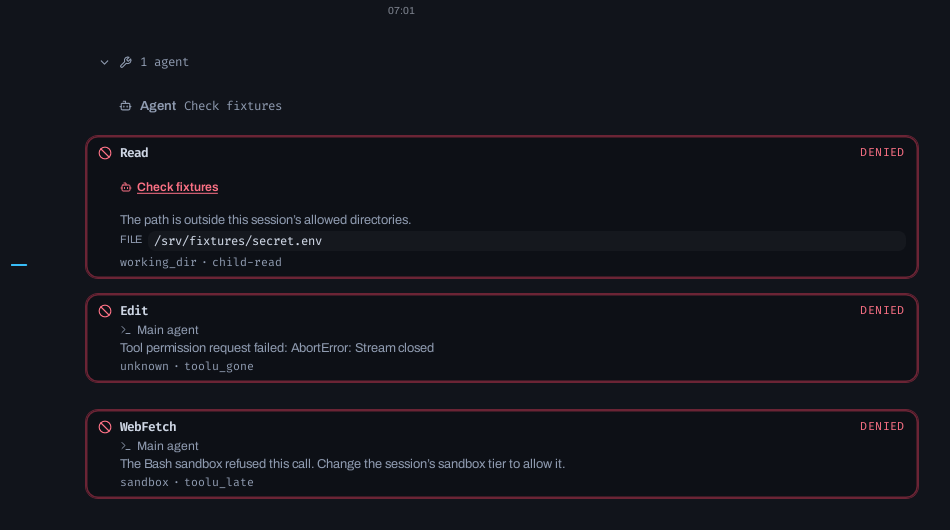 07:01
1 agent
Agent Check fixtures
Read DENIED
Check fixtures
The path is outside this session's allowed directories.
FILE /srv/fixtures/secret.env
working_dir · child-read
Edit DENIED
Main agent
Tool permission request failed: AbortError: Stream closed
unknown · toolu_gone
WebFetch DENIED
Main agent
The Bash sandbox refused this call. Change the session's sandbox tier to allow it.
sandbox · toolu_late